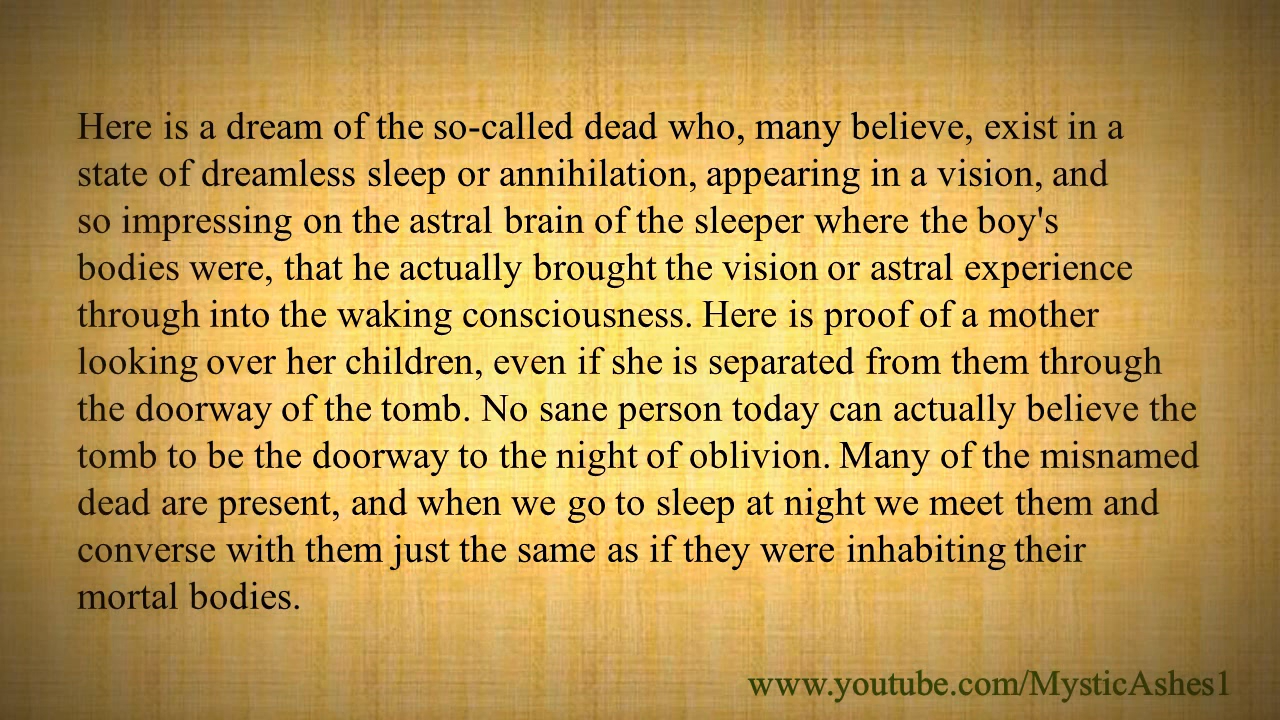 Here is a dream of the so-called dead who, many believe, exist in a
state of dreamless sleep or annihilation, appearing in a vision, and
so impressing on the astral brain of the sleeper where the boy's
bodies were, that he actually brought the vision or astral experience
through into the waking consciousness. Here is proof of a mother
looking over her children, even if she is separated from them through
the doorway of the tomb. No sane person today can actually believe the
tomb to be the doorway to the night of oblivion. Many of the misnamed
dead are present, and when we go to sleep at night we meet them and
converse with them just the same as if they were inhabiting their
mortal bodies.
www.youtube.com/MysticAshes1